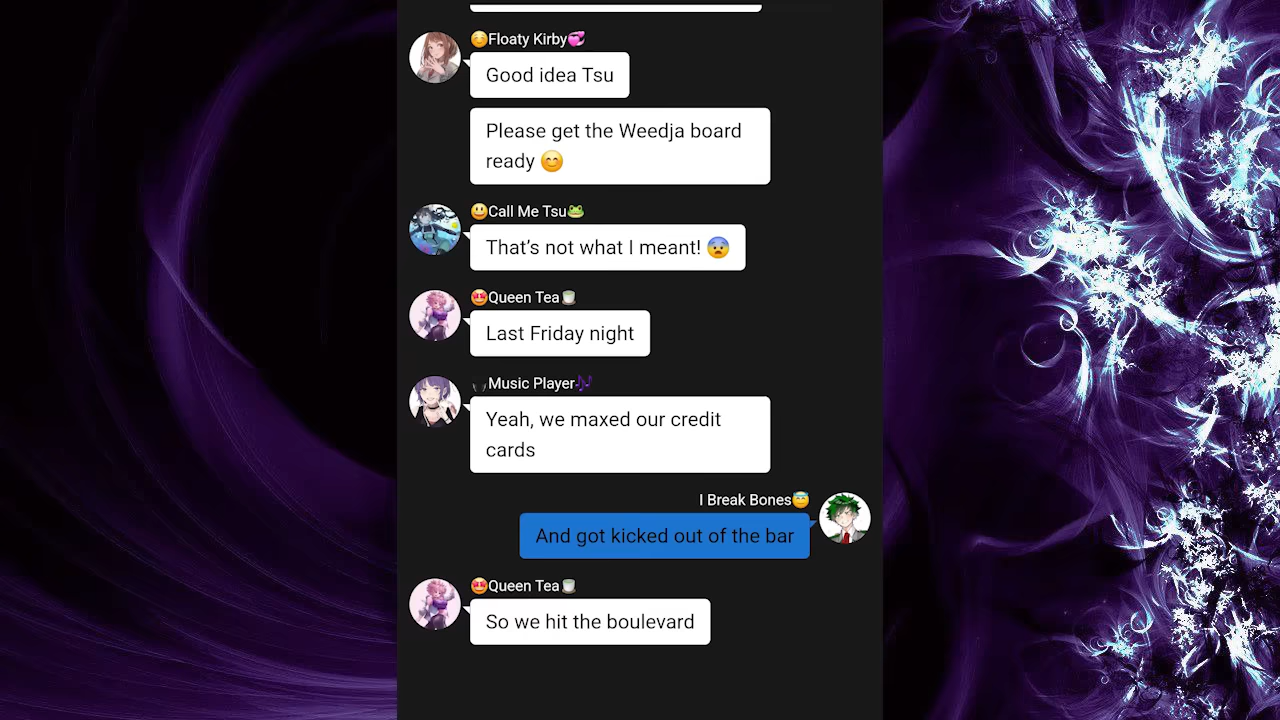 😊Floaty Kirby💞
Good idea Tsu
Please get the Weedja board
ready 😊
😃Call Me Tsu🐸
That’s not what I meant! 😨
🤩Queen Tea🍵
Last Friday night
🎧Music Player🎶
Yeah, we maxed our credit
cards
I Break Bones😇
And got kicked out of the bar
🤩Queen Tea🍵
So we hit the boulevard